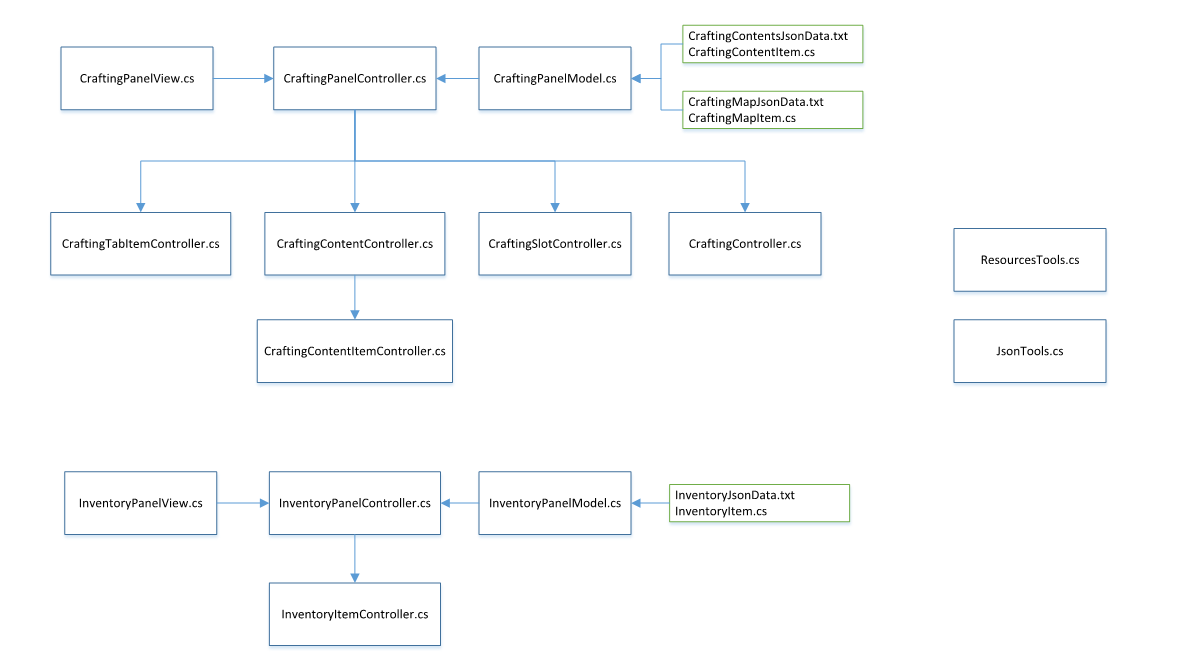 CraftingContentsJsonData.txt
CraftingContentItem.cs
CraftingPanelView.cs
CraftingPanelController.cs
CraftingPanelModel.cs
CraftingMapJsonData.txt
CraftingMapItem.cs
CraftingTabItemController.cs
CraftingContentController.cs
CraftingSlotController.cs
CraftingController.cs
ResourcesTools.cs
CraftingContentItemController.cs
JsonTools.cs
InventoryPanelView.cs
InventoryPanelController.cs
InventoryPanelModel.cs
InventoryJsonData.txt
InventoryItem.cs
InventoryItemController.cs